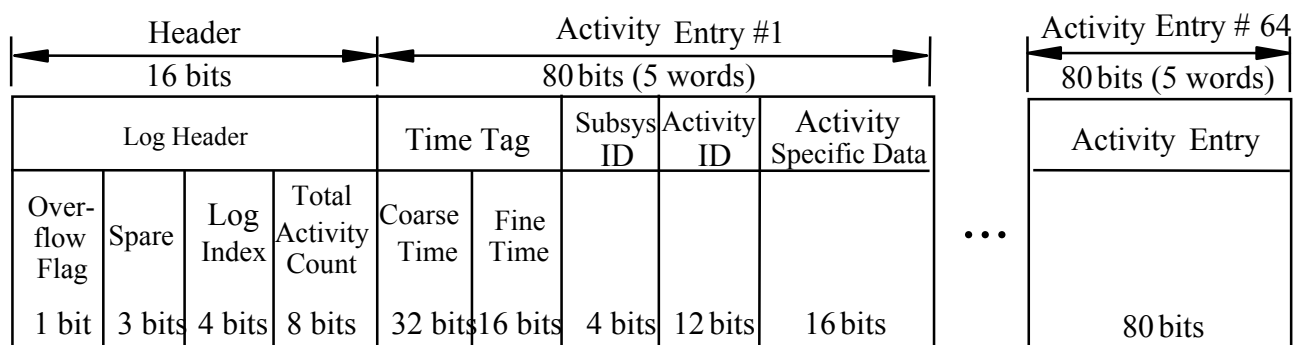 Header
Activity Entry #1
Activity Entry # 64
16 bits
80 bits (5 words)
80 bits (5 words)
Log Header
Time Tag
Subsys ID
Activity ID
Activity Specific Data
Activity Entry
Over-
flow
Flag
Spare
Log
Index
Total
Activity
Count
Coarse
Time
Fine
Time
...
1 bit
3 bits
4 bits
8 bits
32 bits
16 bits
4 bits
12 bits
16 bits
80 bits